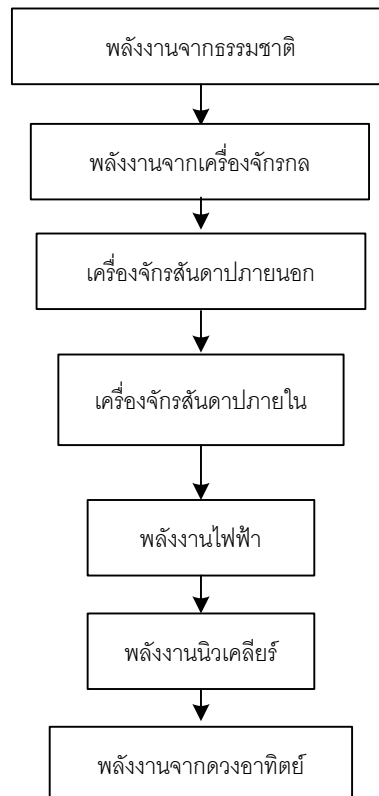 พลังงานจากธรรมชาติ
พลังงานจากเครื่องจักรกล
เครื่องจักรสันดาปภายนอก
เครื่องจักรสันดาปภายใน
พลังงานไฟฟ้า
พลังงานนิวเคลียร์
พลังงานจากดวงอาทิตย์